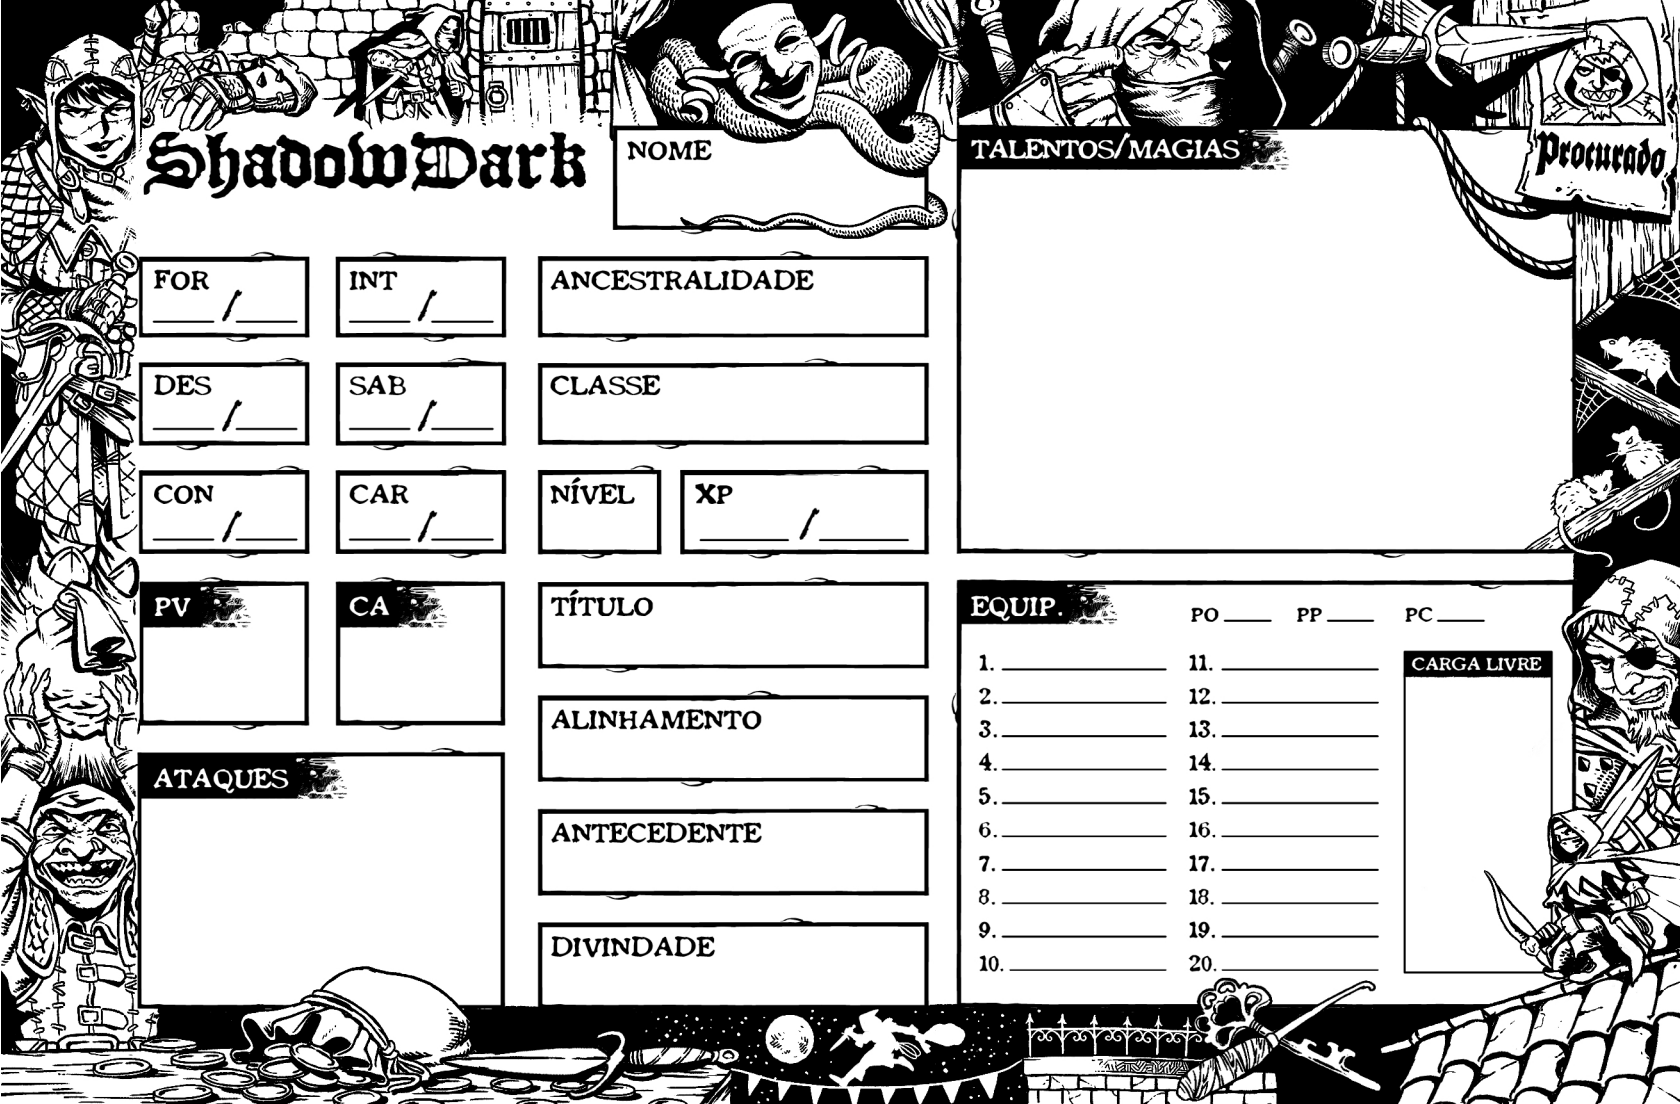 ShadowDark
NOME
FOR
/
INT
/
DES
/
SAB
/
CON
/
CAR
/
PV
CA
ATAQUES
ANCESTRALIDADE
CLASSE
NÍVEL
XP
/
TÍTULO
ALINHAMENTO
ANTECEDENTE
DIVINDADE
TALENTOS/MAGIAS
Procurado
EQUIP.
PO
PP
PC
1.
2.
3.
4.
5.
6.
7.
8.
9.
10.
11.
12.
13.
14.
15.
16.
17.
18.
19.
20.
CARGA LIVRE